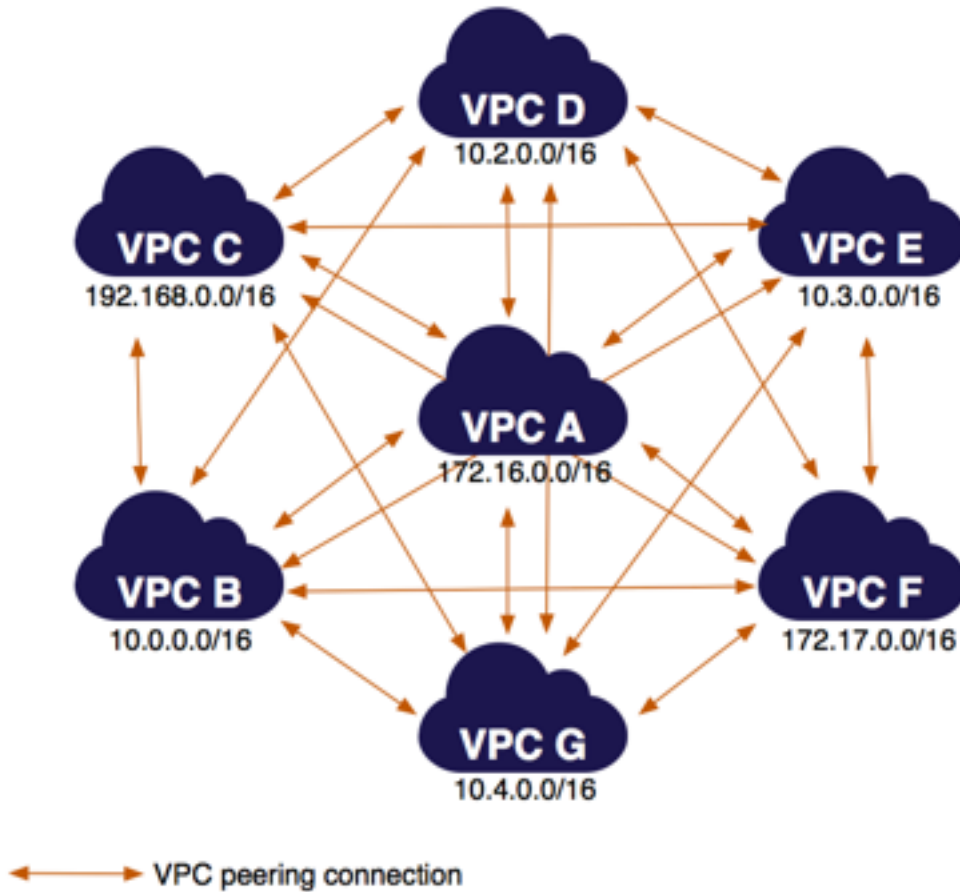 VPC D
10.2.0.0/16
VPC C
192.168.0.0/16
VPC E
10.3.0.0/16
VPC A
172.16.0.0/16
VPC B
10.0.0.0/16
VPC F
172.17.0.0/16
VPC G
10.4.0.0/16
VPC peering connection